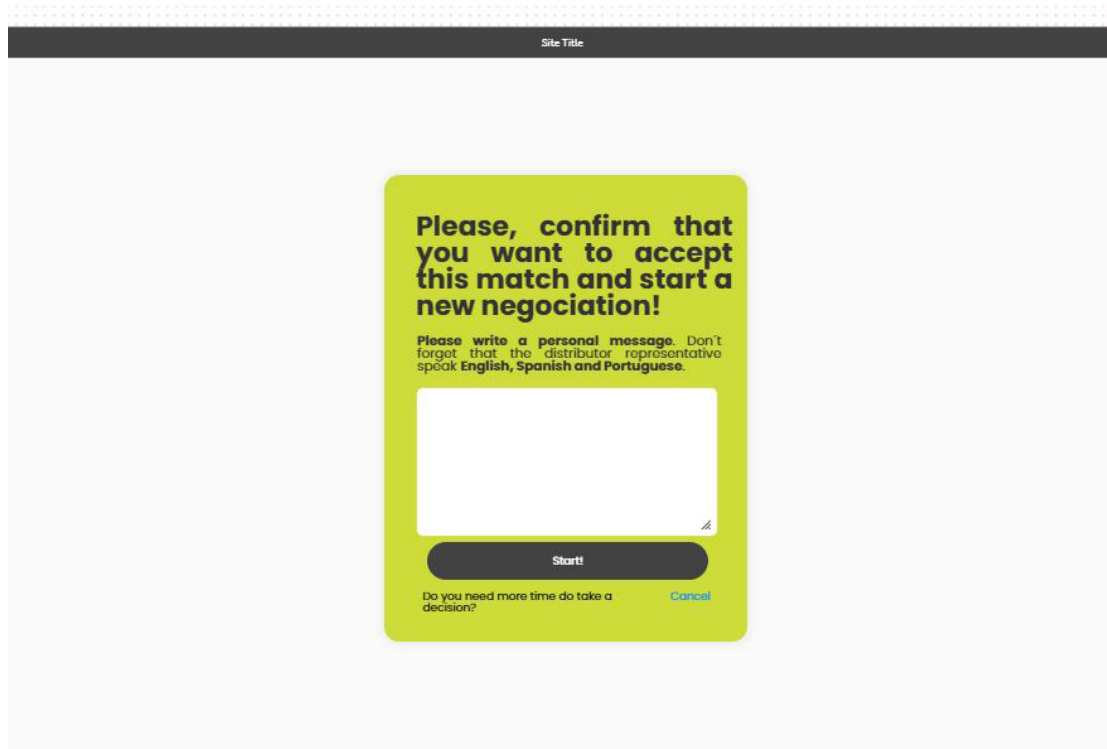 Site Title
Please, confirm that
you want to accept
this match and start a
new negociation!
Please write a personal message. Don´t
forget that the distributor representative
speak English, Spanish and Portuguese.
Start!
Do you need more time do take a
decision?
Cancel